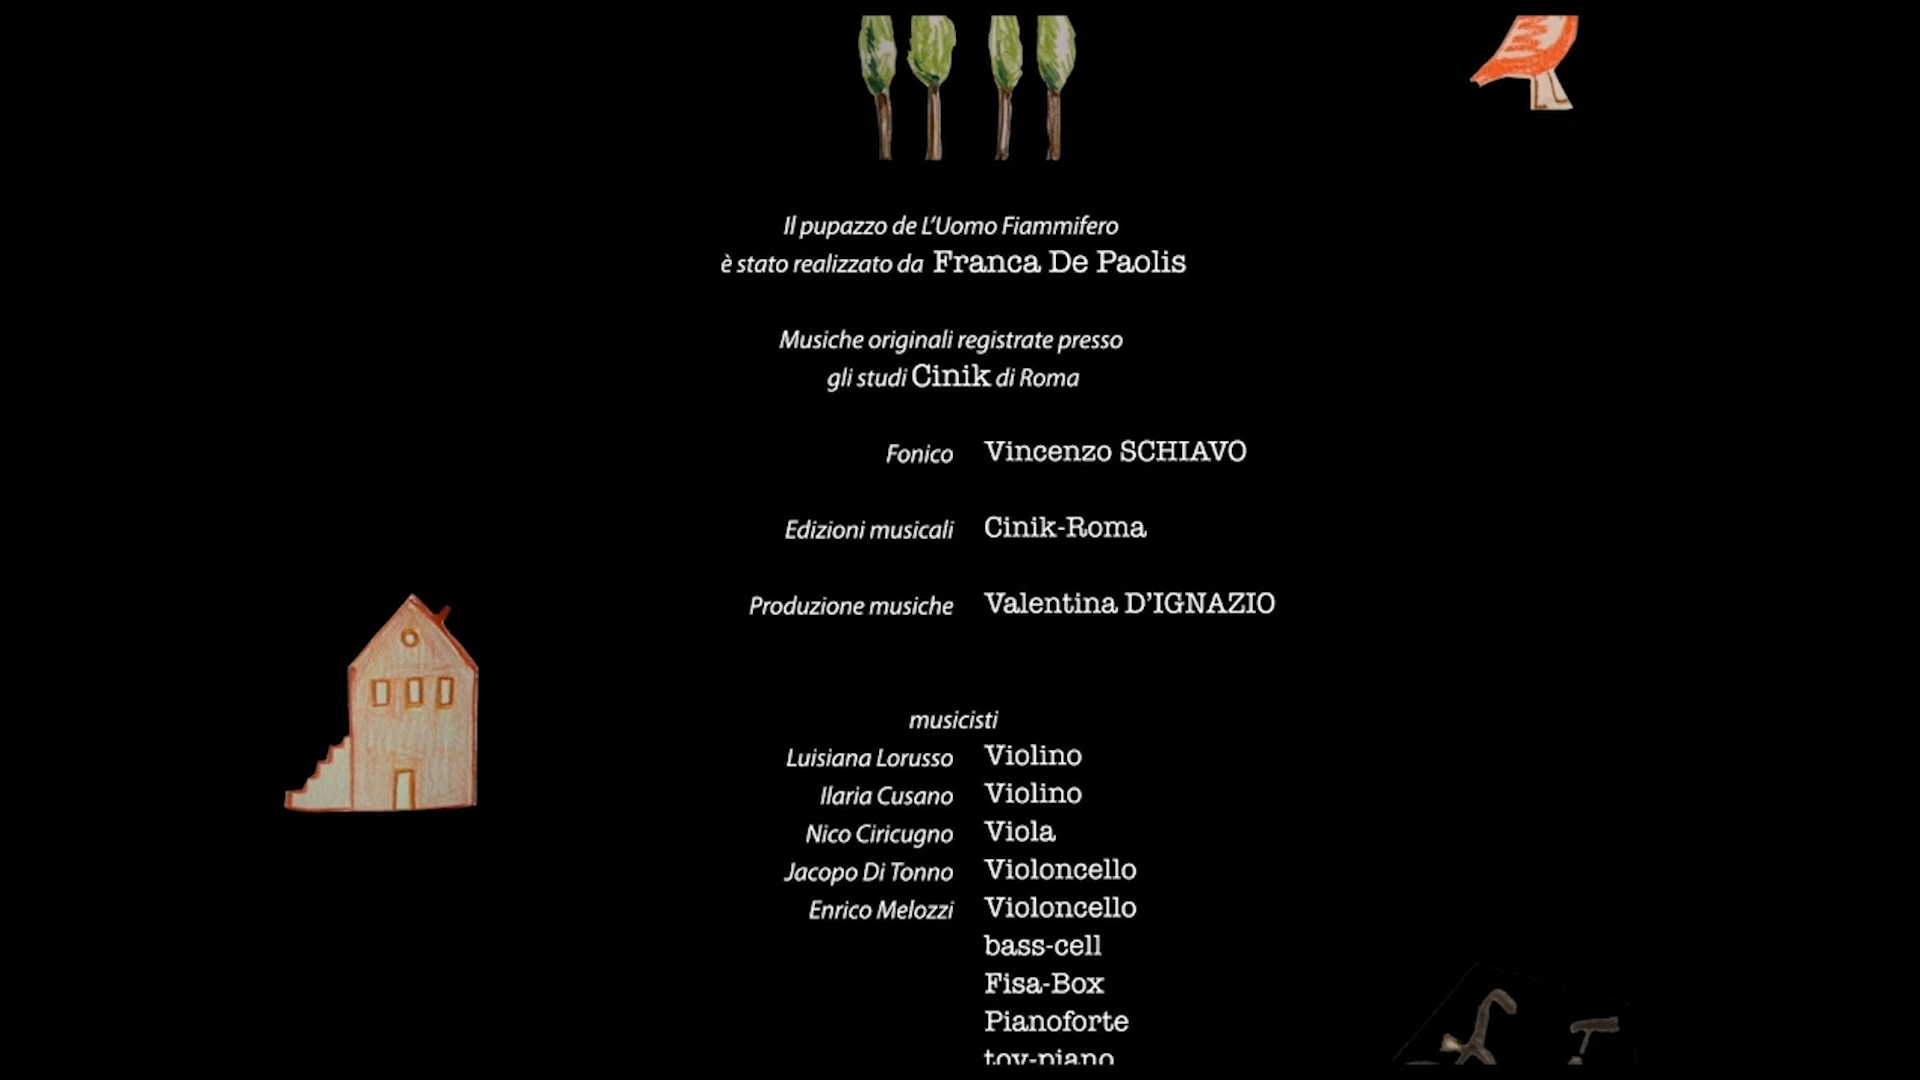 Il pupazzo de L'Uomo Fiammifero
è stato realizzato da Franca De Paolis
Musiche originali registrate presso
gli studi Cinik di Roma
Fonico Vincenzo SCHIAVO
Edizioni musicali Cinik-Roma
Produzione musiche Valentina D'IGNAZIO
musicisti
Luisiana Lorusso Violino
Ilaria Cusano Violino
Nico Ciricugno Viola
Jacopo Di Tonno Violoncello
Enrico Melozzi Violoncello
bass-cell
Fisa-Box
Pianoforte
toy-piano